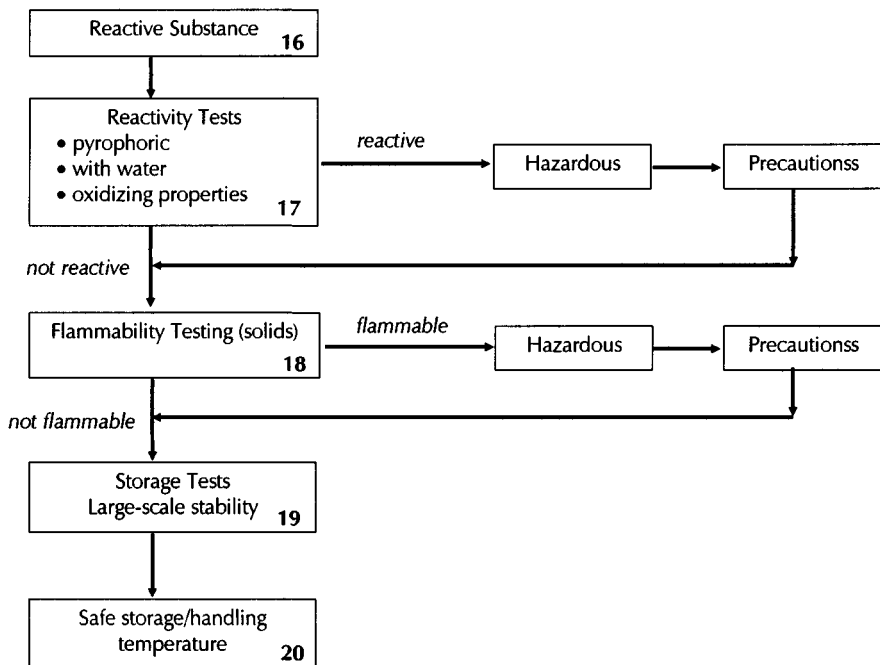 Reactive Substance
16
Reactivity Tests
• pyrophoric
• with water
• oxidizing properties
17
reactive
Hazardous
Precautionss
not reactive
Flammability Testing (solids)
18
flammable
Hazardous
Precautionss
not flammable
Storage Tests
Large-scale stability
19
Safe storage/handling
temperature
20